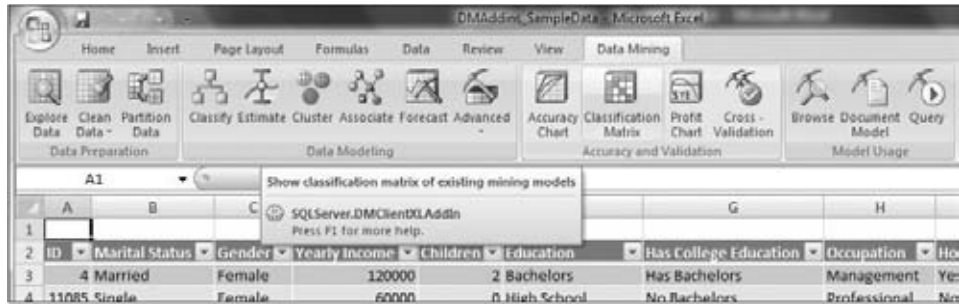 DMAddins_SampleData - Microsoft Excel
Home Insert Page Layout Formulas Data Review View Data Mining
Explore Data Clean Data Partition Data Classify Estimate Cluster Associate Forecast Advanced Accuracy Chart Classification Matrix Profit Chart Cross - Validation Browse Document Model Query
Data Preparation Data Modeling Accuracy and Validation Model Usage
A1
Show classification matrix of existing mining models
SQLServer.DMClientXLAddIn
Press F1 for more help.
A B C G H
1
2 ID Marital Status Gender Yearly Income Children Education Has College Education Occupation
3 4 Married Female 120000 2 Bachelors Has Bachelors Management Yes
4 11085 Single Female 60000 0 High School No Bachelors Professional No